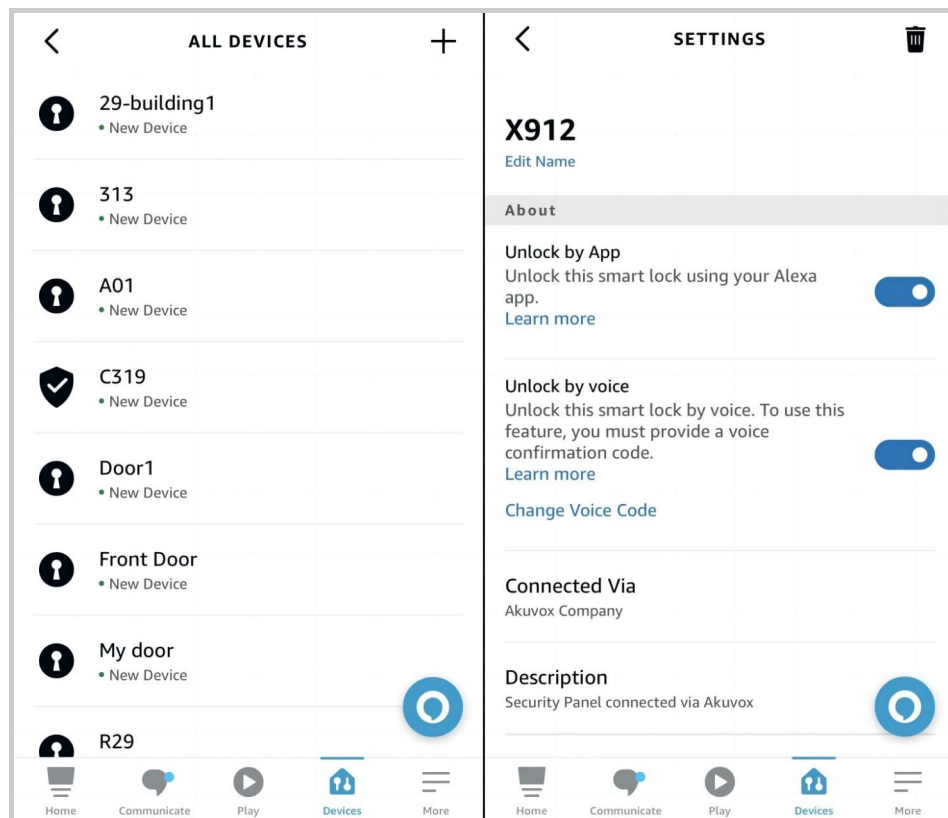 ALL DEVICES
29-building1
• New Device
313
• New Device
A01
• New Device
C319
• New Device
Door1
• New Device
Front Door
• New Device
My door
• New Device
R29
Home Communicate Play Devices More
SETTINGS
X912
Edit Name
About
Unlock by App
Unlock this smart lock using your Alexa
app.
Learn more
Unlock by voice
Unlock this smart lock by voice. To use this
feature, you must provide a voice
confirmation code.
Learn more
Change Voice Code
Connected Via
Akuvox Company
Description
Security Panel connected via Akuvox
Home Communicate Play Devices More